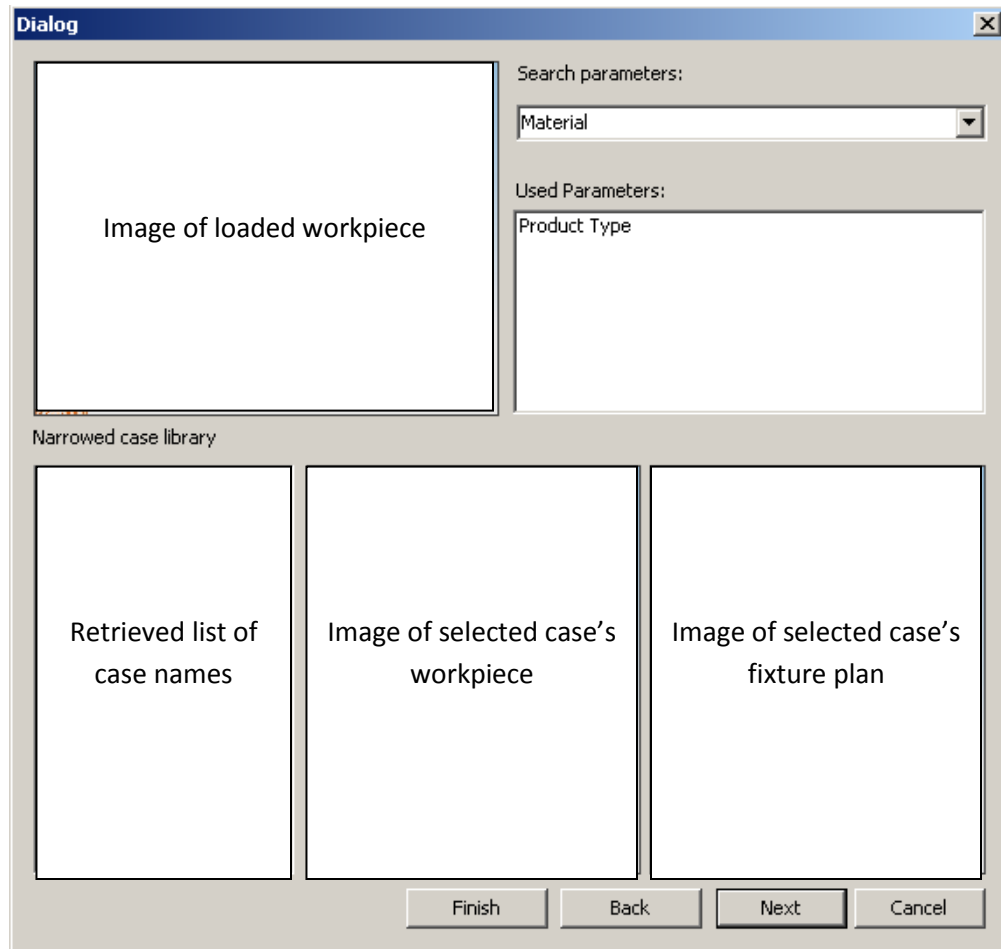 Dialog
Search parameters:
Material
Used Parameters:
Product Type
Image of loaded workpiece
Narrowed case library
Retrieved list of
case names
Image of selected case’s
workpiece
Image of selected case’s
fixture plan
Finish
Back
Next
Cancel